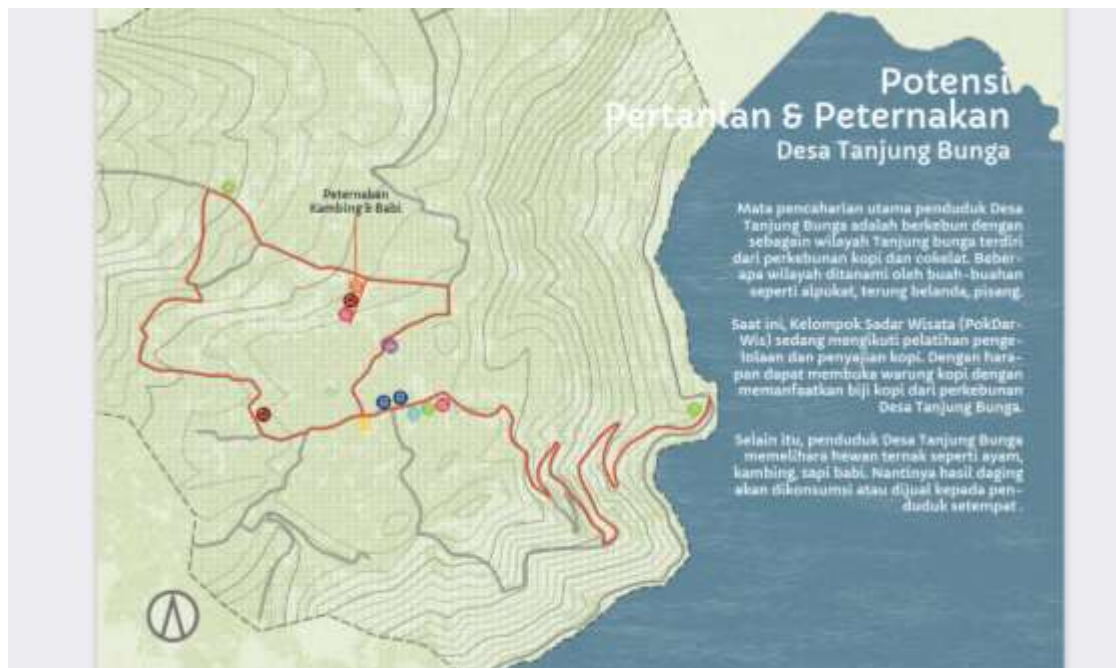 Potensi
Pertanian & Peternakan
Desa Tanjung Bunga
Peternakan
Kambing & Babi
Mata pencaharian utama penduduk Desa
Tanjung Bunga adalah berkebun dengan
sebagain wilayah Tanjung bunga terdiri
dari perkebunan kopi dan cokelat. Beber-
apa wilayah ditanami oleh buah-buahan
seperti alpukat, terung belanda, pisang.
Saat ini, Kelompok Sadar Wisata (PokDar-
Wis) sedang mengikuti pelatihan penge-
lolaan dan penyajian kopi. Dengan hara-
pan dapat membuka warung kopi dengan
memanfaatkan biji kopi dari perkebunan
Desa Tanjung Bunga.
Selain itu, penduduk Desa Tanjung Bunga
memelihara hewan ternak seperti ayam,
kambing, sapi babi. Nantinya hasil daging
akan dikonsumsi atau dijual kepada pen-
duduk setempat .